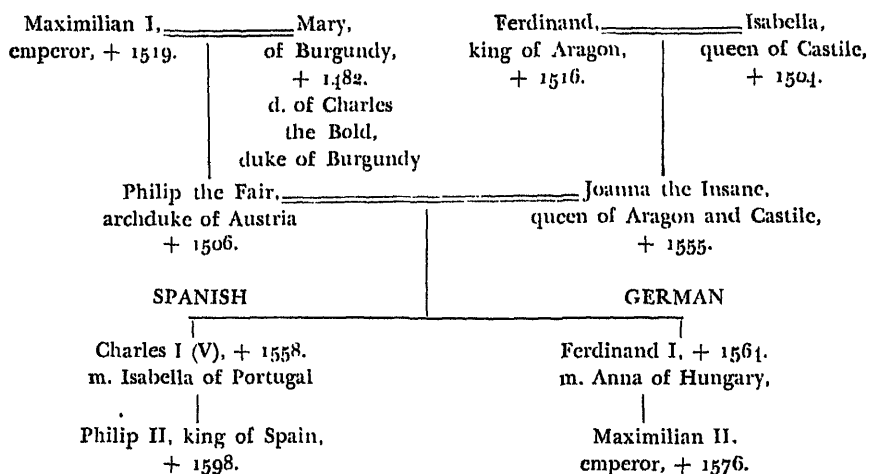 Maximilian I,
emperor, + 1519.
Mary,
of Burgundy,
+ 1482.
d. of Charles
the Bold,
duke of Burgundy
Ferdinand,
king of Aragon,
+ 1516.
Isabella,
queen of Castile,
+ 1504.
Philip the Fair,
archduke of Austria
+ 1506.
Joanna the Insane,
queen of Aragon and Castile,
+ 1555.
SPANISH
GERMAN
Charles I (V), + 1558.
m. Isabella of Portugal
Ferdinand I, + 1564.
m. Anna of Hungary,
Philip II, king of Spain,
+ 1598.
Maximilian II.
emperor, + 1576.